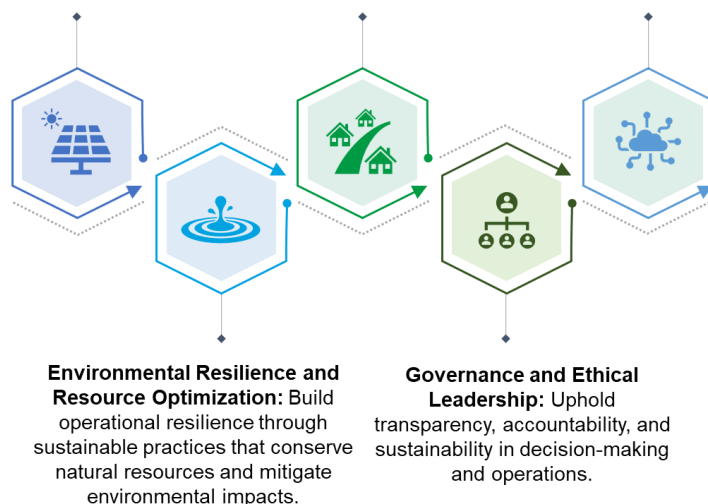 Environmental Resilience and
Resource Optimization: Build
operational resilience through
sustainable practices that conserve
natural resources and mitigate
environmental impacts.
Governance and Ethical
Leadership: Uphold
transparency, accountability, and
sustainability in decision-making
and operations.